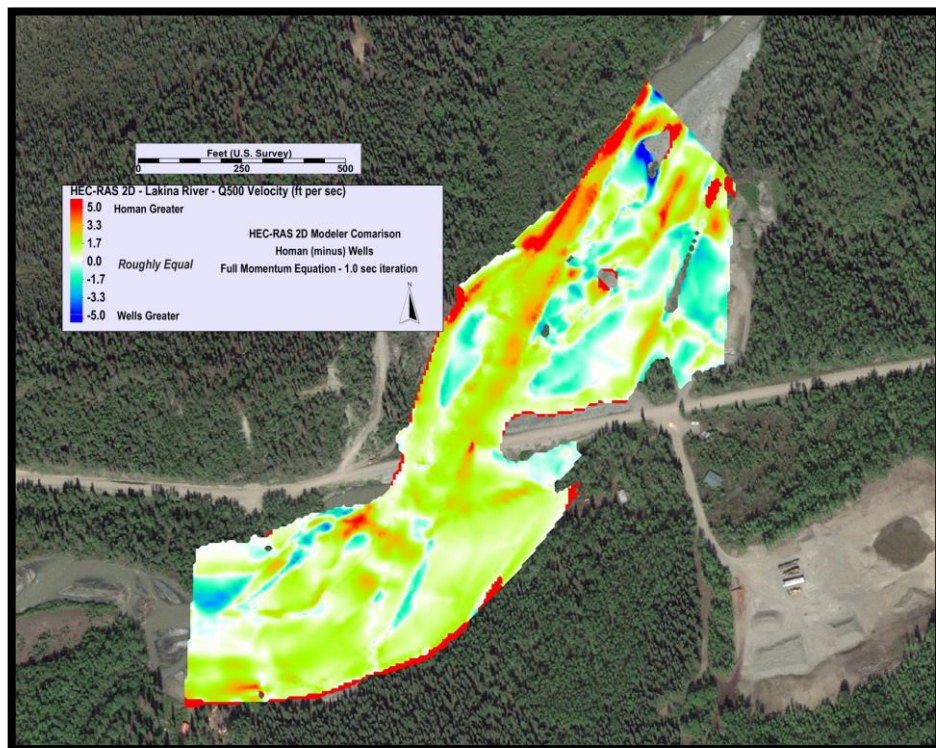 Feet (U.S. Survey)
0 250 500
HEC-RAS 2D - Lakina River - Q500 Velocity (ft per sec)
5.0 Homan Greater
3.3
1.7 HEC-RAS 2D Modeler Comarison
0.0 Roughly Equal Homan (minus) Wells
-1.7 Full Momentum Equation - 1.0 sec iteration
-3.3
-5.0 Wells Greater
N